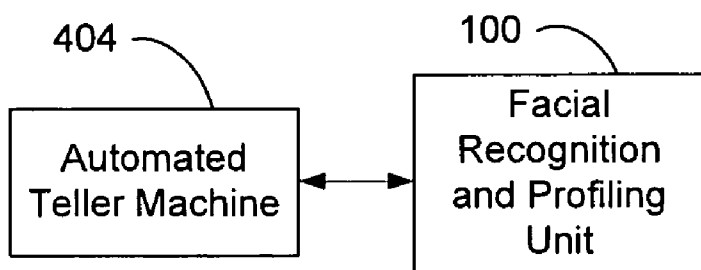 404
100
Automated
Teller Machine
Facial
Recognition
and Profiling
Unit